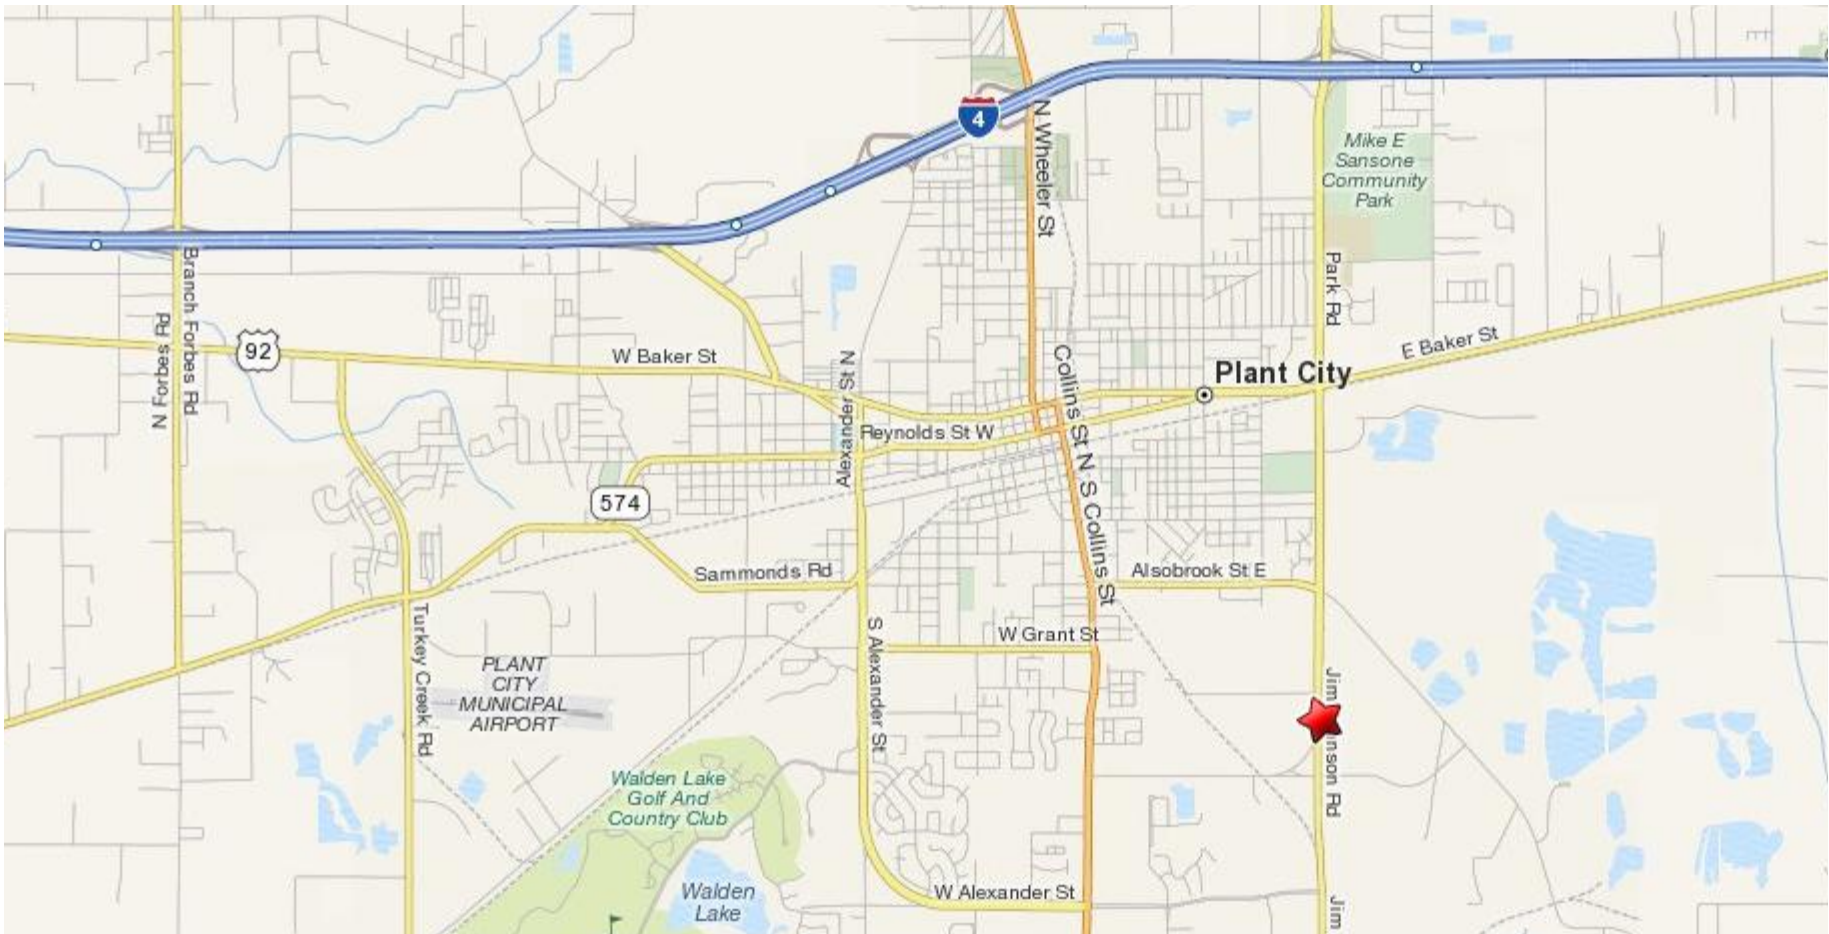 4
N Wheeler St
Mike E
Sansone
Community
Park
Branch Forbes Rd
N Forbes Rd
Park Rd
92
W Baker St
E Baker St
Plant City
Collins St N
Alexander St N
Reynolds St W
574
S Collins St
Sammonds Rd
Alsobrook St E
Turkey Creek Rd
S Alexander St
W Grant St
PLANT
CITY
MUNICIPAL
AIRPORT
Jim
nson Rd
Walden Lake
Golf And
Country Club
Walden
Lake
W Alexander St
Jim